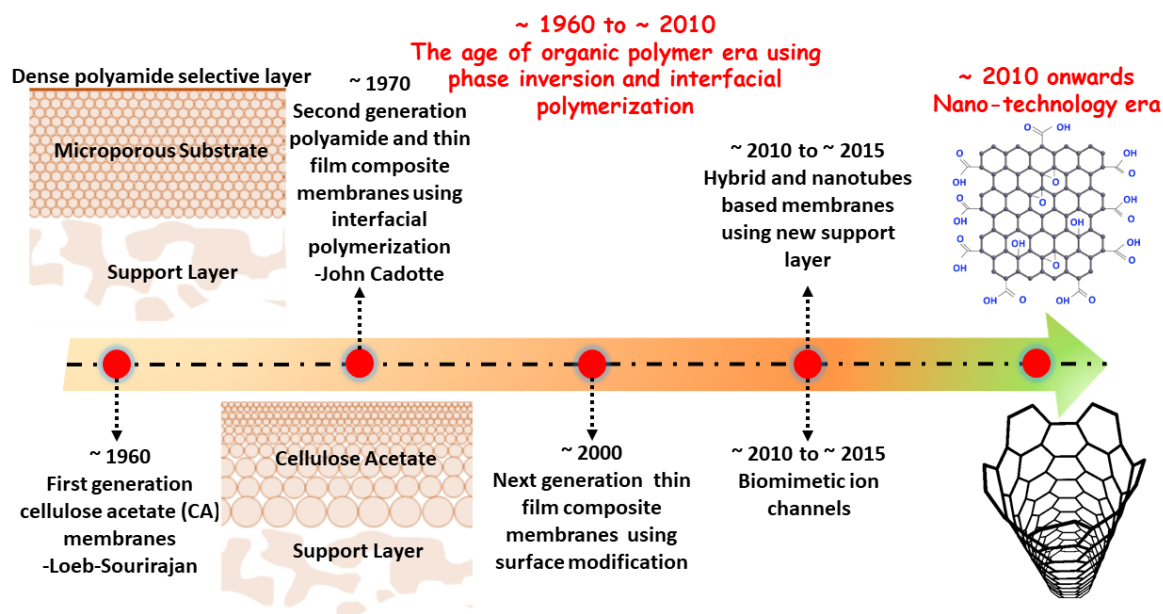 ~ 1960 to ~ 2010
The age of organic polymer era using
phase inversion and interfacial
polymerization
~ 2010 onwards
Nano-technology era
Dense polyamide selective layer
Microporous Substrate
Support Layer
~ 1970
Second generation
polyamide and thin
film composite
membranes using
interfacial
polymerization
-John Cadotte
~ 2010 to ~ 2015
Hybrid and nanotubes
based membranes
using new support
layer
O
OH
O
OH
O
OH
O
OH
O
OH
O
OH
O
OH
O
OH
O
OH
O
OH
O
O
O
OH
OH
~ 1960
First generation
cellulose acetate (CA)
membranes
-Loeb-Sourirajan
Cellulose Acetate
Support Layer
~ 2000
Next generation thin
film composite
membranes using
surface modification
~ 2010 to ~ 2015
Biomimetic ion
channels